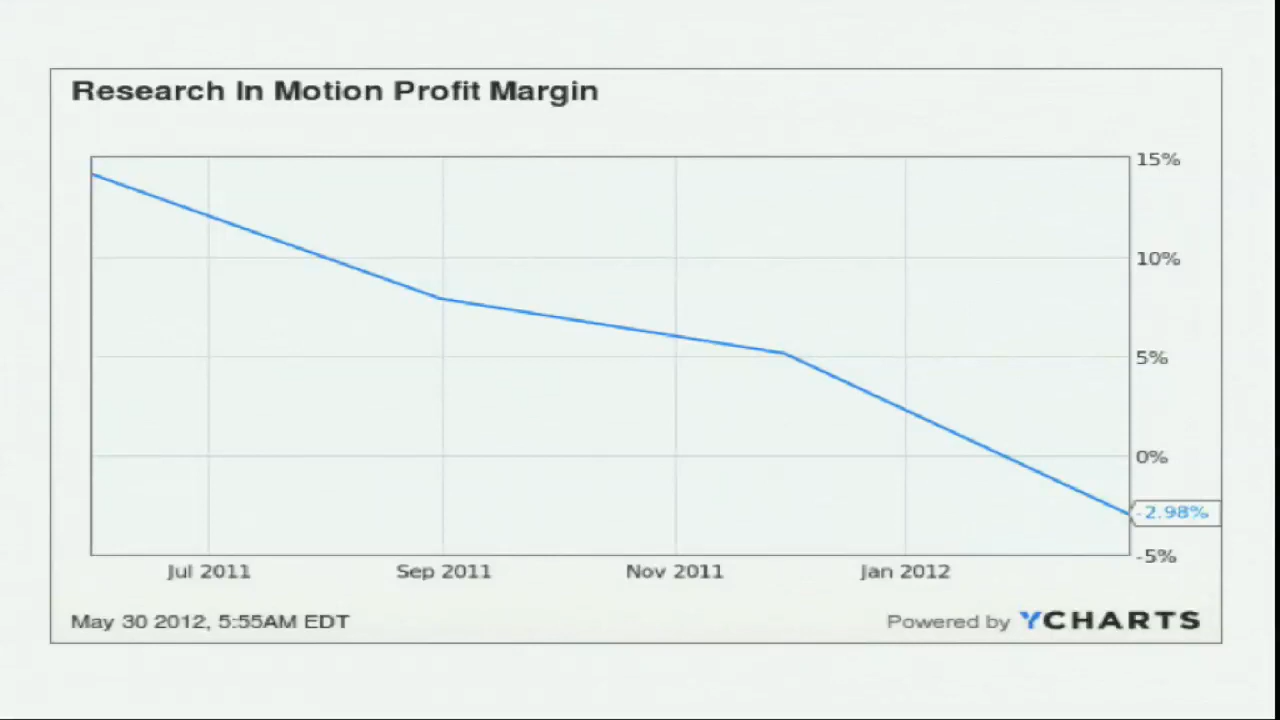 Research In Motion Profit Margin
15%
10%
5%
0%
-2.98%
-5%
Jul 2011 Sep 2011 Nov 2011 Jan 2012
May 30 2012, 5:55AM EDT Powered by YCHARTS